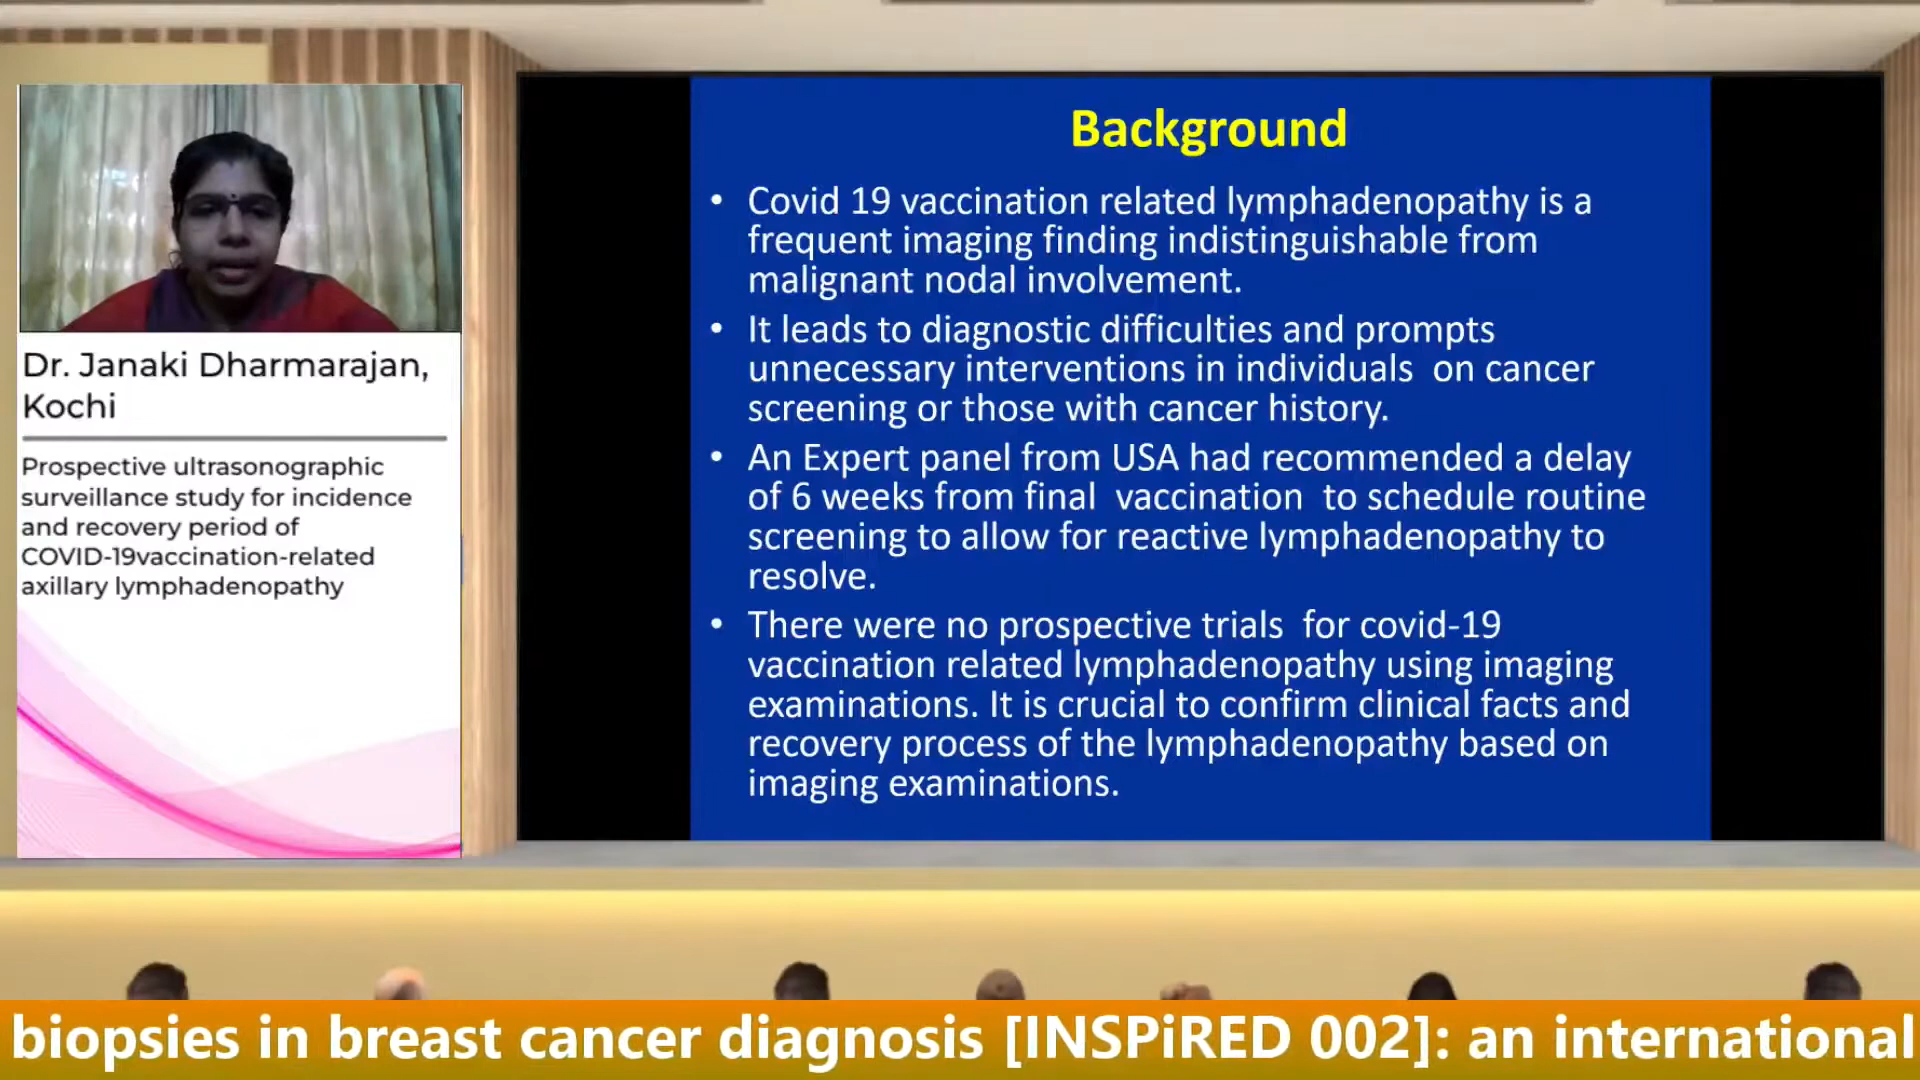 Dr. Janaki Dharmarajan,
Kochi
Prospective ultrasonographic
surveillance study for incidence
and recovery period of
COVID-19vaccination-related
axillary lymphadenopathy
Background
• Covid 19 vaccination related lymphadenopathy is a
frequent imaging finding indistinguishable from
malignant nodal involvement.
• It leads to diagnostic difficulties and prompts
unnecessary interventions in individuals on cancer
screening or those with cancer history.
• An Expert panel from USA had recommended a delay
of 6 weeks from final vaccination to schedule routine
screening to allow for reactive lymphadenopathy to
resolve.
• There were no prospective trials for covid-19
vaccination related lymphadenopathy using imaging
examinations. It is crucial to confirm clinical facts and
recovery process of the lymphadenopathy based on
imaging examinations.
biopsies in breast cancer diagnosis [INSPiRED 002]: an international